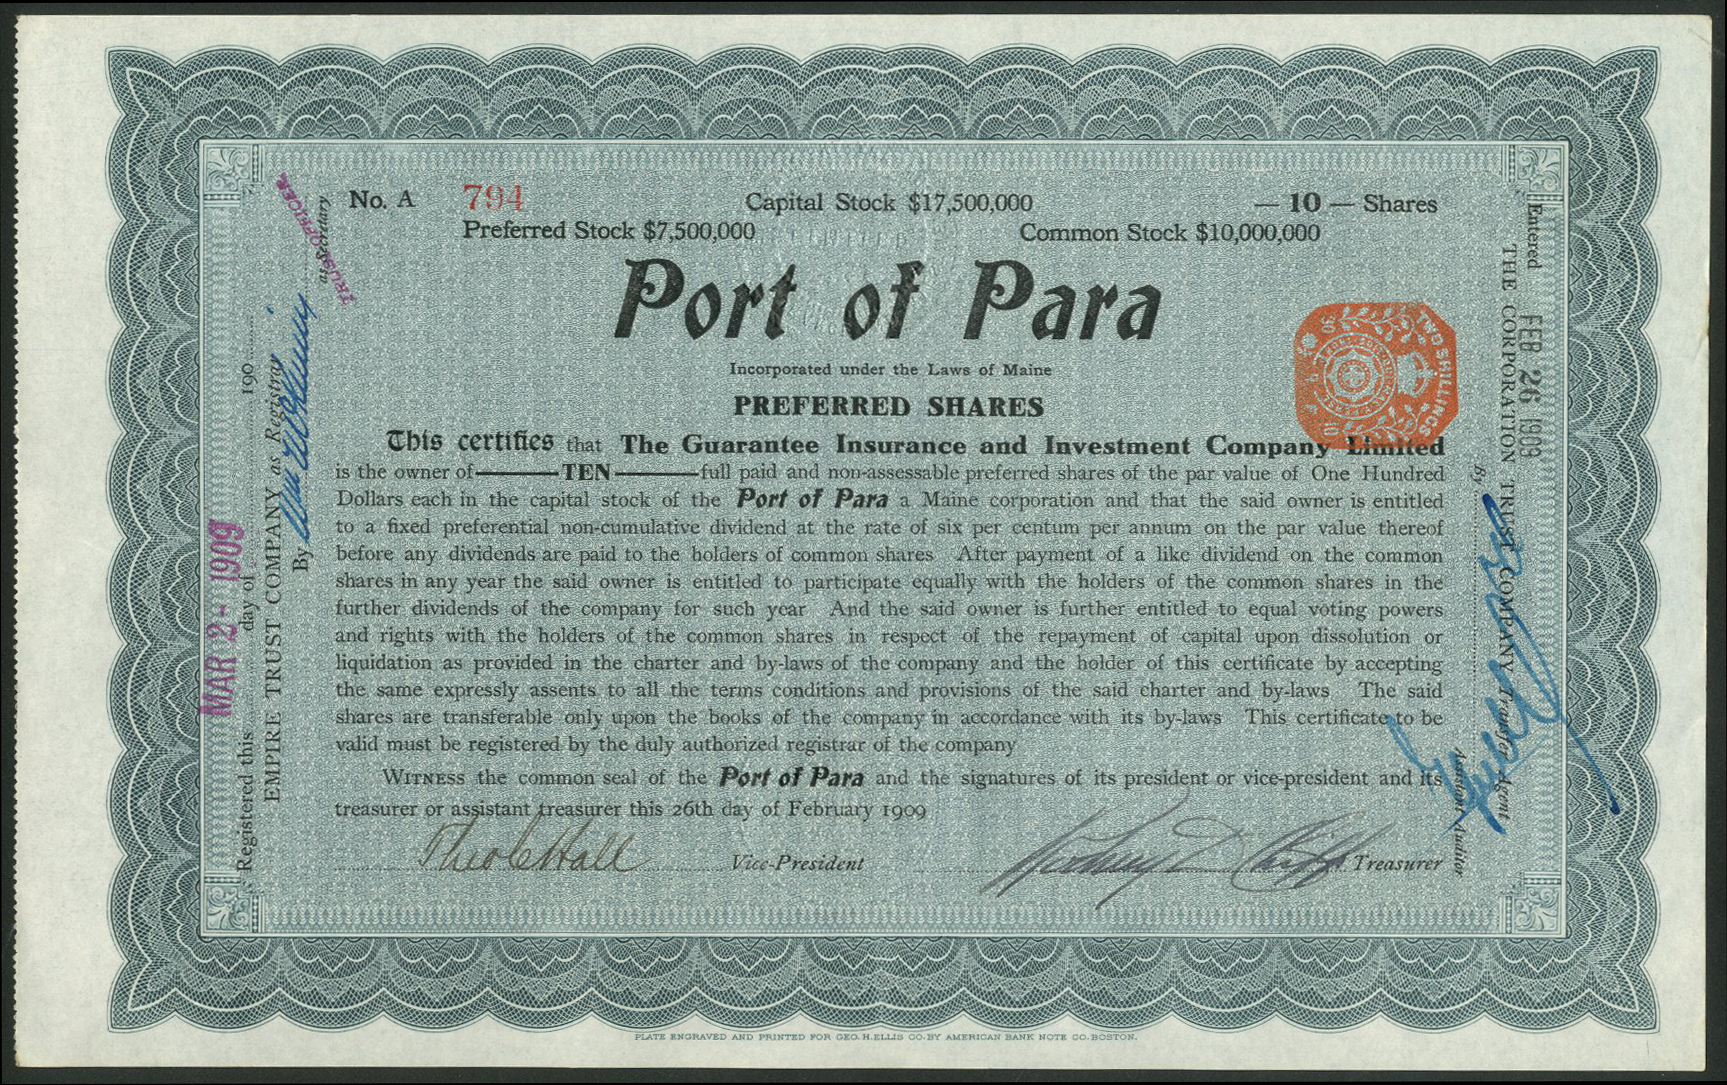 No. A 794 Capital Stock $17,500,000 — 10 — Shares
Preferred Stock $7,500,000 Common Stock $10,000,000
Port of Para
Incorporated under the Laws of Maine
PREFERRED SHARES
This certifies that The Guarantee Insurance and Investment Company Limited
is the owner of——TEN——full paid and non-assessable preferred shares of the par value of One Hundred
Dollars each in the capital stock of the Port of Para a Maine corporation and that the said owner is entitled
to a fixed preferential non-cumulative dividend at the rate of six per centum per annum on the par value thereof
before any dividends are paid to the holders of common shares After payment of a like dividend on the common
shares in any year the said owner is entitled to participate equally with the holders of the common shares in the
further dividends of the company for such year And the said owner is further entitled to equal voting powers
and rights with the holders of the common shares in respect of the repayment of capital upon dissolution or
liquidation as provided in the charter and by-laws of the company and the holder of this certificate by accepting
the same expressly assents to all the terms conditions and provisions of the said charter and by-laws The said
shares are transferable only upon the books of the company in accordance with its by-laws This certificate to be
valid must be registered by the duly authorized registrar of the company
WITNESS the common seal of the Port of Para and the signatures of its president or vice-president and its
treasurer or assistant treasurer this 26th day of February 1909
Theo C Hall Vice-President Rodney D Chipp Treasurer
Registered this day of 190
MAR 2 - 1909
EMPIRE TRUST COMPANY as Registrar
By as Secretary
TRUST OFFICER.
Entered FEB 26 1909
THE CORPORATION TRUST COMPANY Transfer Agent
By Assistant Auditor
TWO SHILLINGS
PLATE ENGRAVED AND PRINTED FOR GEO. H. ELLIS CO. BY AMERICAN BANK NOTE CO. BOSTON.